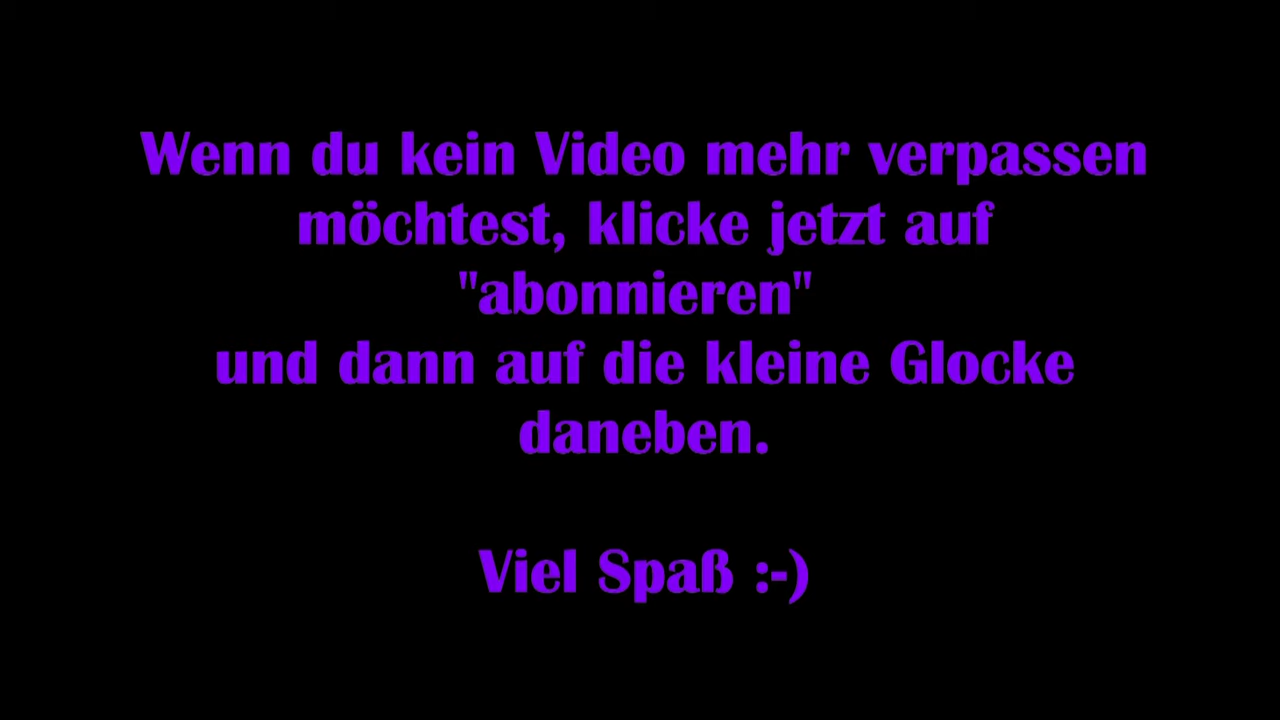 Wenn du kein Video mehr verpassen
möchtest, klicke jetzt auf
"abonnieren"
und dann auf die kleine Glocke
daneben.
Viel Spaß :-)